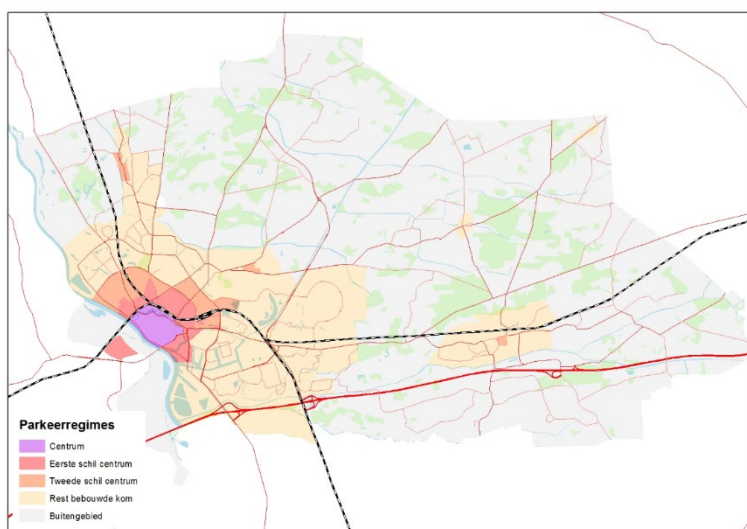 Parkeerregimes
Centrum
Eerste schil centrum
Tweede schil centrum
Rest bebouwde kom
Buitengebied